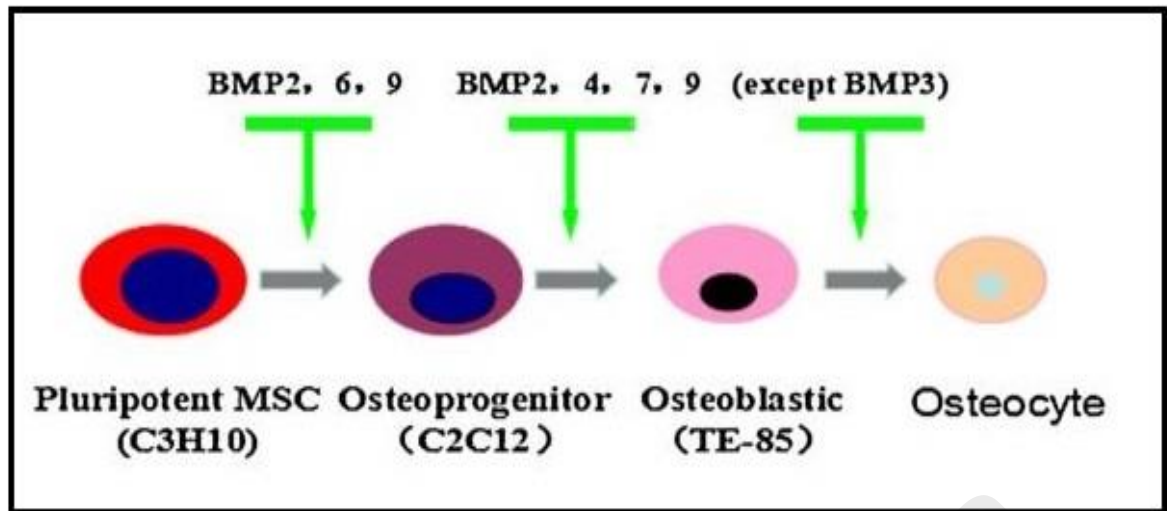 BMP2, 6, 9 BMP2, 4, 7, 9 (except BMP3)
Pluripotent MSC Osteoprogenitor Osteoblastic Osteocyte
(C3H10) (C2C12) (TE-85)